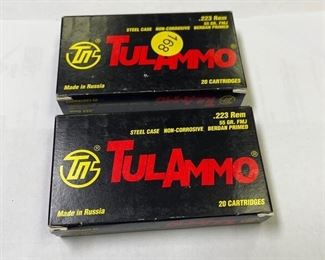 .223 Rem
55 GR. FMJ
STEEL CASE NON-CORROSIVE BERDAN PRIMED
168
TULAMMO®
Made in Russia
20 CARTRIDGES
.223 Rem
55 GR. FMJ
STEEL CASE NON-CORROSIVE BERDAN PRIMED
TULAMMO®
Made in Russia
20 CARTRIDGES